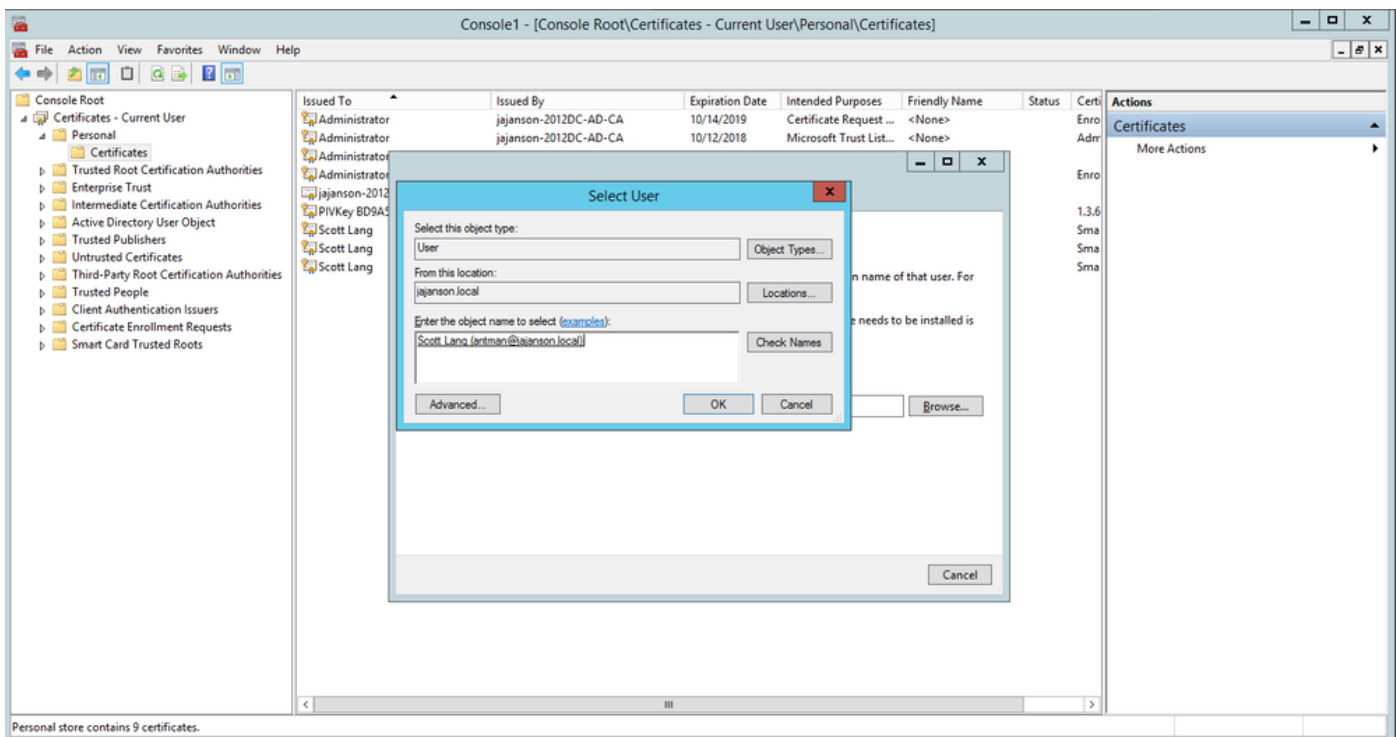 Console1 - [Console Root\Certificates - Current User\Personal\Certificates]
File Action View Favorites Window Help
Console Root
Certificates - Current User
Personal
Certificates
Trusted Root Certification Authorities
Enterprise Trust
Intermediate Certification Authorities
Active Directory User Object
Trusted Publishers
Untrusted Certificates
Third-Party Root Certification Authorities
Trusted People
Client Authentication Issuers
Certificate Enrollment Requests
Smart Card Trusted Roots
Issued To Issued By Expiration Date Intended Purposes Friendly Name Status Certi
Administrator jajanson-2012DC-AD-CA 10/14/2019 Certificate Request ... <None> Enro
Administrator jajanson-2012DC-AD-CA 10/12/2018 Microsoft Trust List... <None> Adm
Administrator
Administrator Enro
jajanson-2012
PIVKey BD9A5 1.3.6
Scott Lang Sma
Scott Lang Sma
Scott Lang Sma
Select User
Select this object type:
User Object Types...
From this location:
jajanson.local Locations...
Enter the object name to select (examples):
Scott Lang (antman@jajanson.local) Check Names
Advanced... OK Cancel
n name of that user. For
e needs to be installed is
Browse...
Cancel
Actions
Certificates
More Actions
Personal store contains 9 certificates.